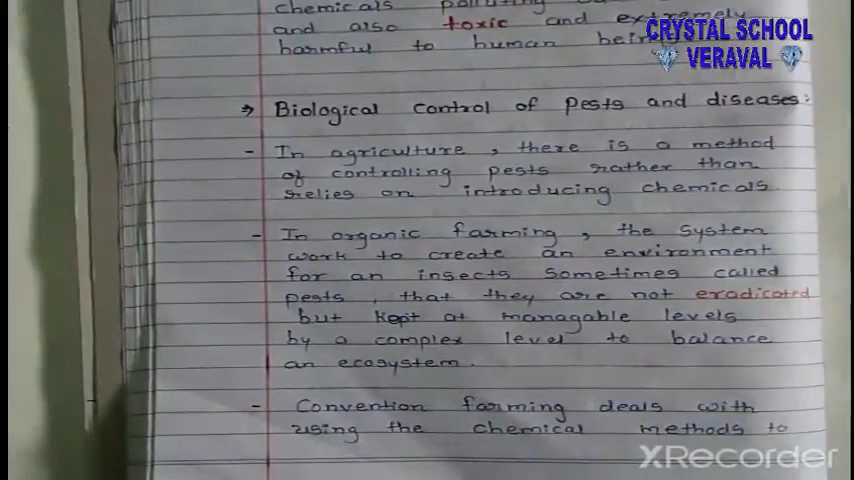 chemicals polluting
and also toxic and extremely
harmful to human beings
CRYSTAL SCHOOL
VERAVAL
→ Biological control of pests and diseases:
- In agriculture, there is a method
of controlling pests rather than
relies on introducing chemicals.
- In organic farming, the system
work to create an environment
for an insects sometimes called
pests, that they are not eradicated
but kept at managable levels
by a complex level to balance
an ecosystem.
- Convention farming deals with
using the chemical methods to
XRecorder